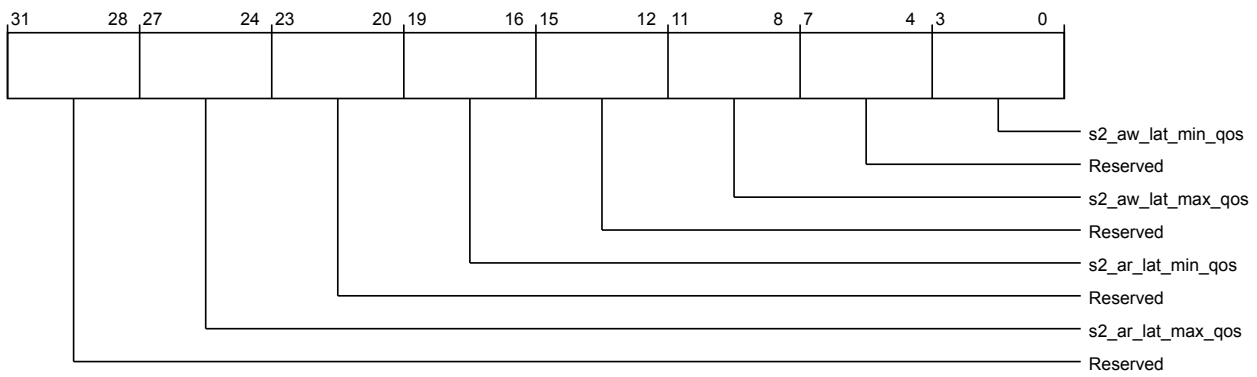 31 28 27 24 23 20 19 16 15 12 11 8 7 4 3 0
s2_aw_lat_min_qos
Reserved
s2_aw_lat_max_qos
Reserved
s2_ar_lat_min_qos
Reserved
s2_ar_lat_max_qos
Reserved